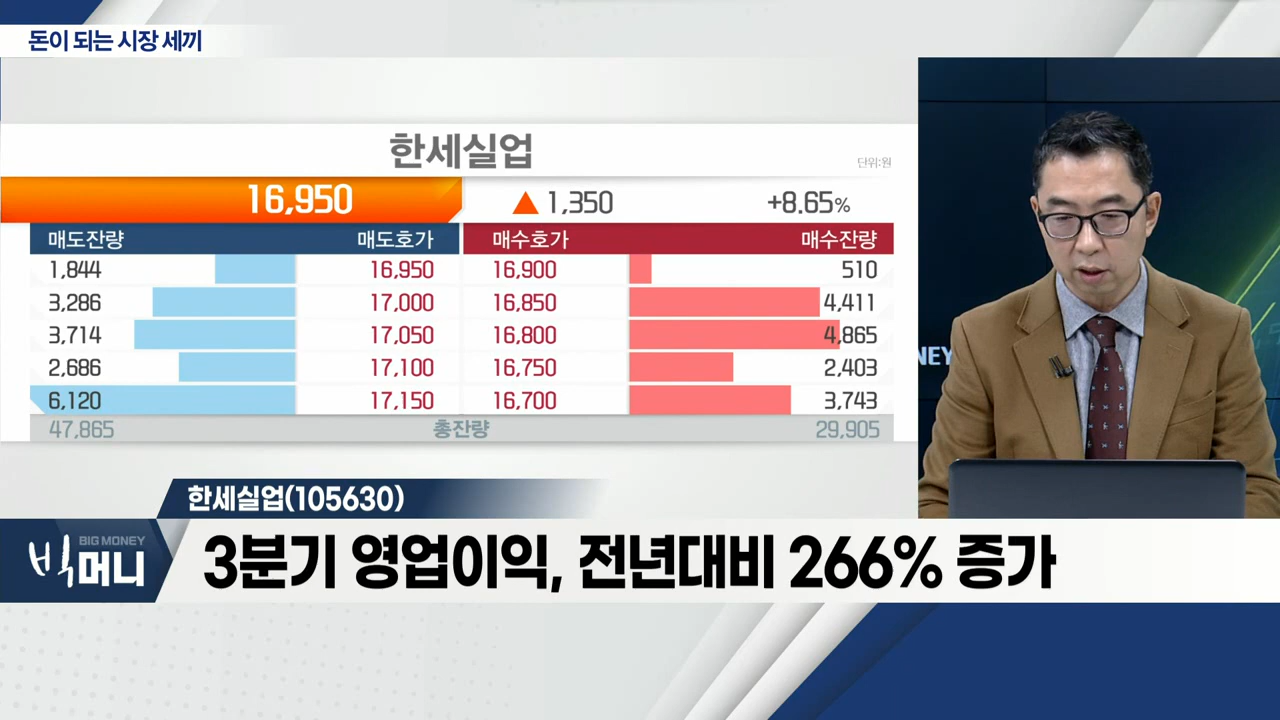 돈이 되는 시장 세끼
한세실업
단위:원
16,950 ▲ 1,350 +8.65%
매도잔량 매도호가 매수호가 매수잔량
1,844 16,950 16,900 510
3,286 17,000 16,850 4,411
3,714 17,050 16,800 4,865
2,686 17,100 16,750 2,403
6,120 17,150 16,700 3,743
47,865 총잔량 29,905
NEY
한세실업(105630)
BIG MONEY
빅머니
3분기 영업이익, 전년대비 266% 증가